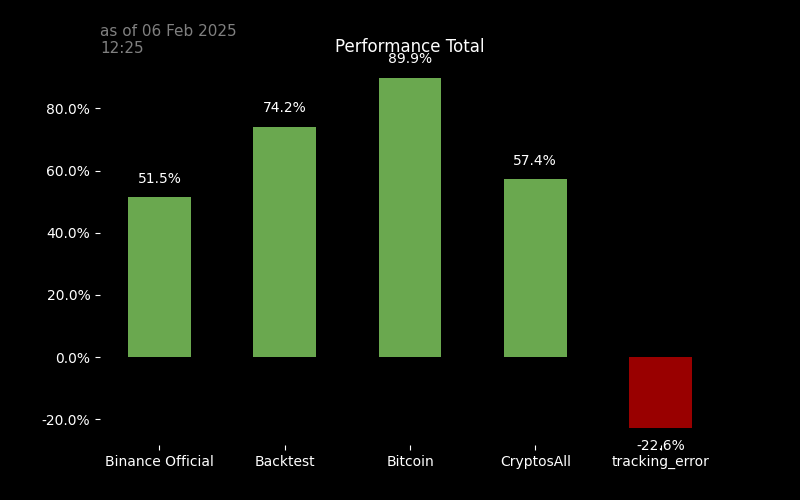 as of 06 Feb 2025
12:25
Performance Total
89.9%
80.0%
74.2%
60.0%
57.4%
51.5%
40.0%
20.0%
0.0%
-20.0%
-22.6%
Binance Official
Backtest
Bitcoin
CryptosAll
tracking_error